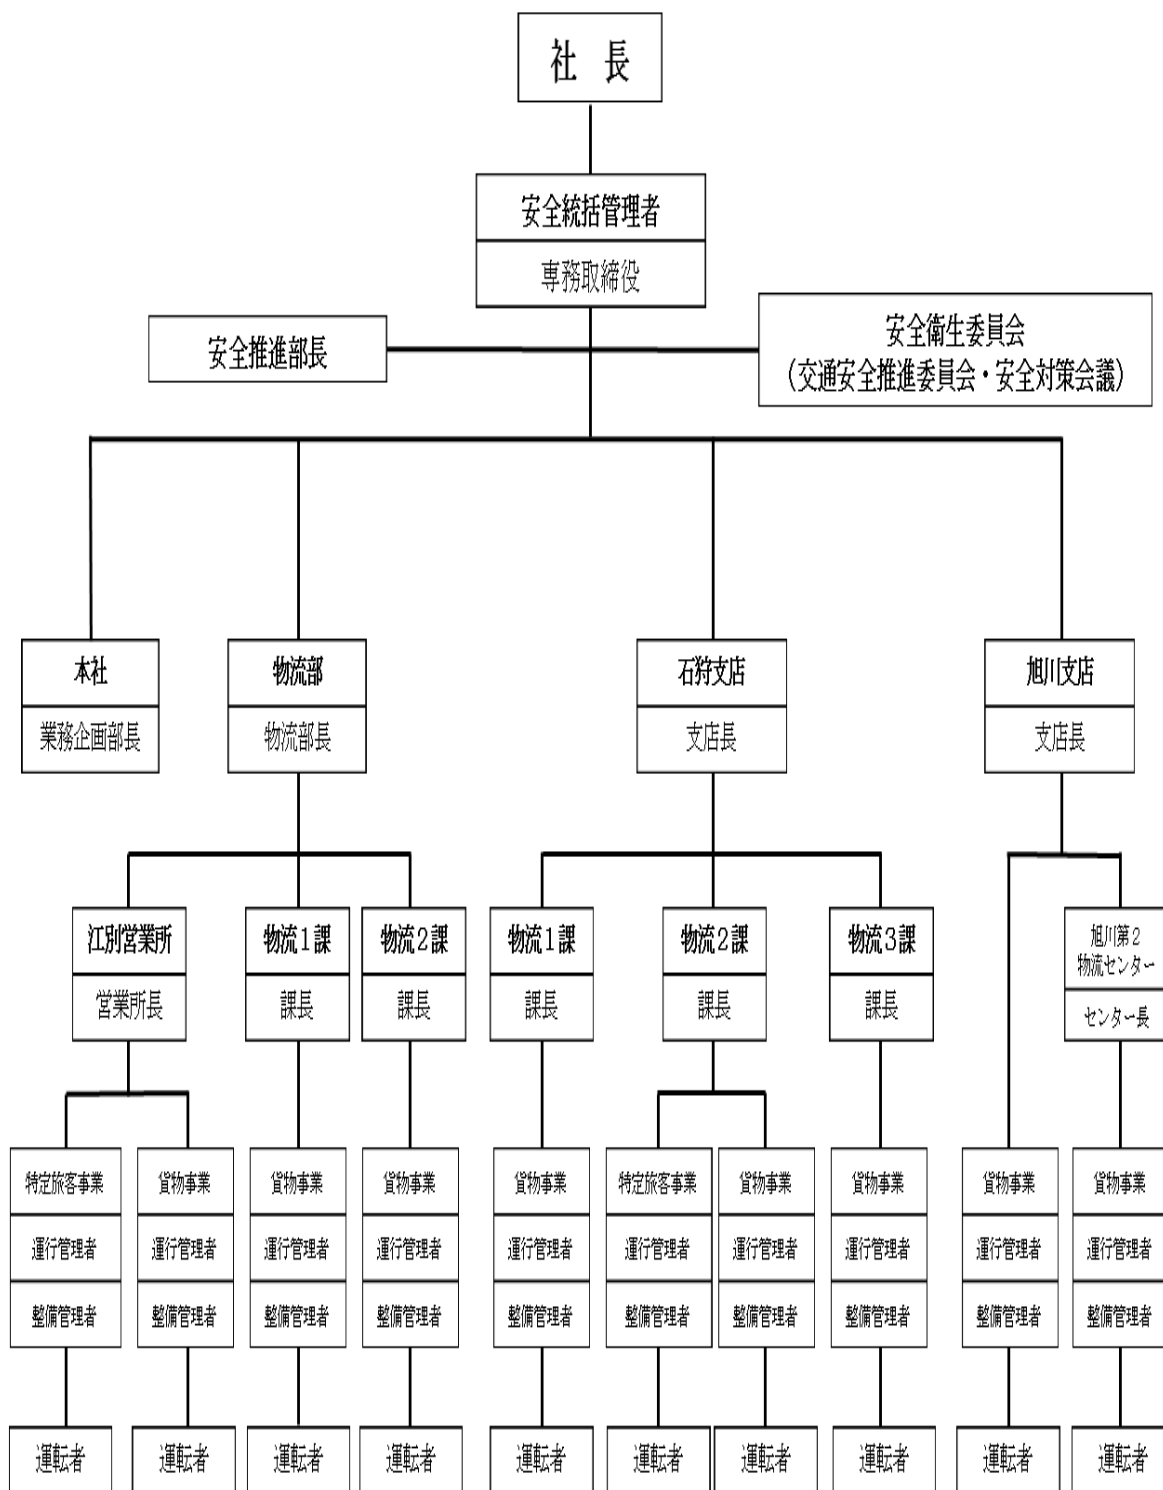 社　長
安全統括管理者
専務取締役
安全推進部長
安全衛生委員会
（交通安全推進委員会・安全対策会議）
本社
業務企画部長
物流部
物流部長
石狩支店
支店長
旭川支店
支店長
江別営業所
営業所長
物流１課
課長
物流２課
課長
物流１課
課長
物流２課
課長
物流３課
課長
旭川第２
物流センター
センター長
特定旅客事業
運行管理者
整備管理者
貨物事業
運行管理者
整備管理者
貨物事業
運行管理者
整備管理者
貨物事業
運行管理者
整備管理者
貨物事業
運行管理者
整備管理者
特定旅客事業
運行管理者
整備管理者
貨物事業
運行管理者
整備管理者
貨物事業
運行管理者
整備管理者
貨物事業
運行管理者
整備管理者
貨物事業
運行管理者
整備管理者
運転者
運転者
運転者
運転者
運転者
運転者
運転者
運転者
運転者
運転者